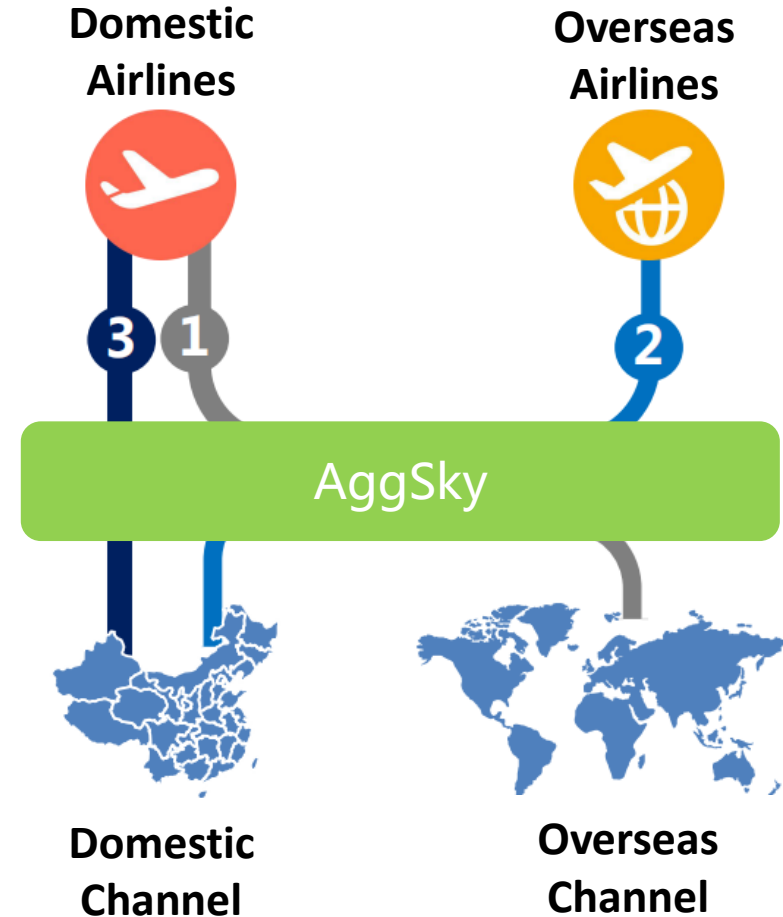 Domestic
Airlines
Overseas
Airlines
3
1
2
AggSky
Domestic
Channel
Overseas
Channel